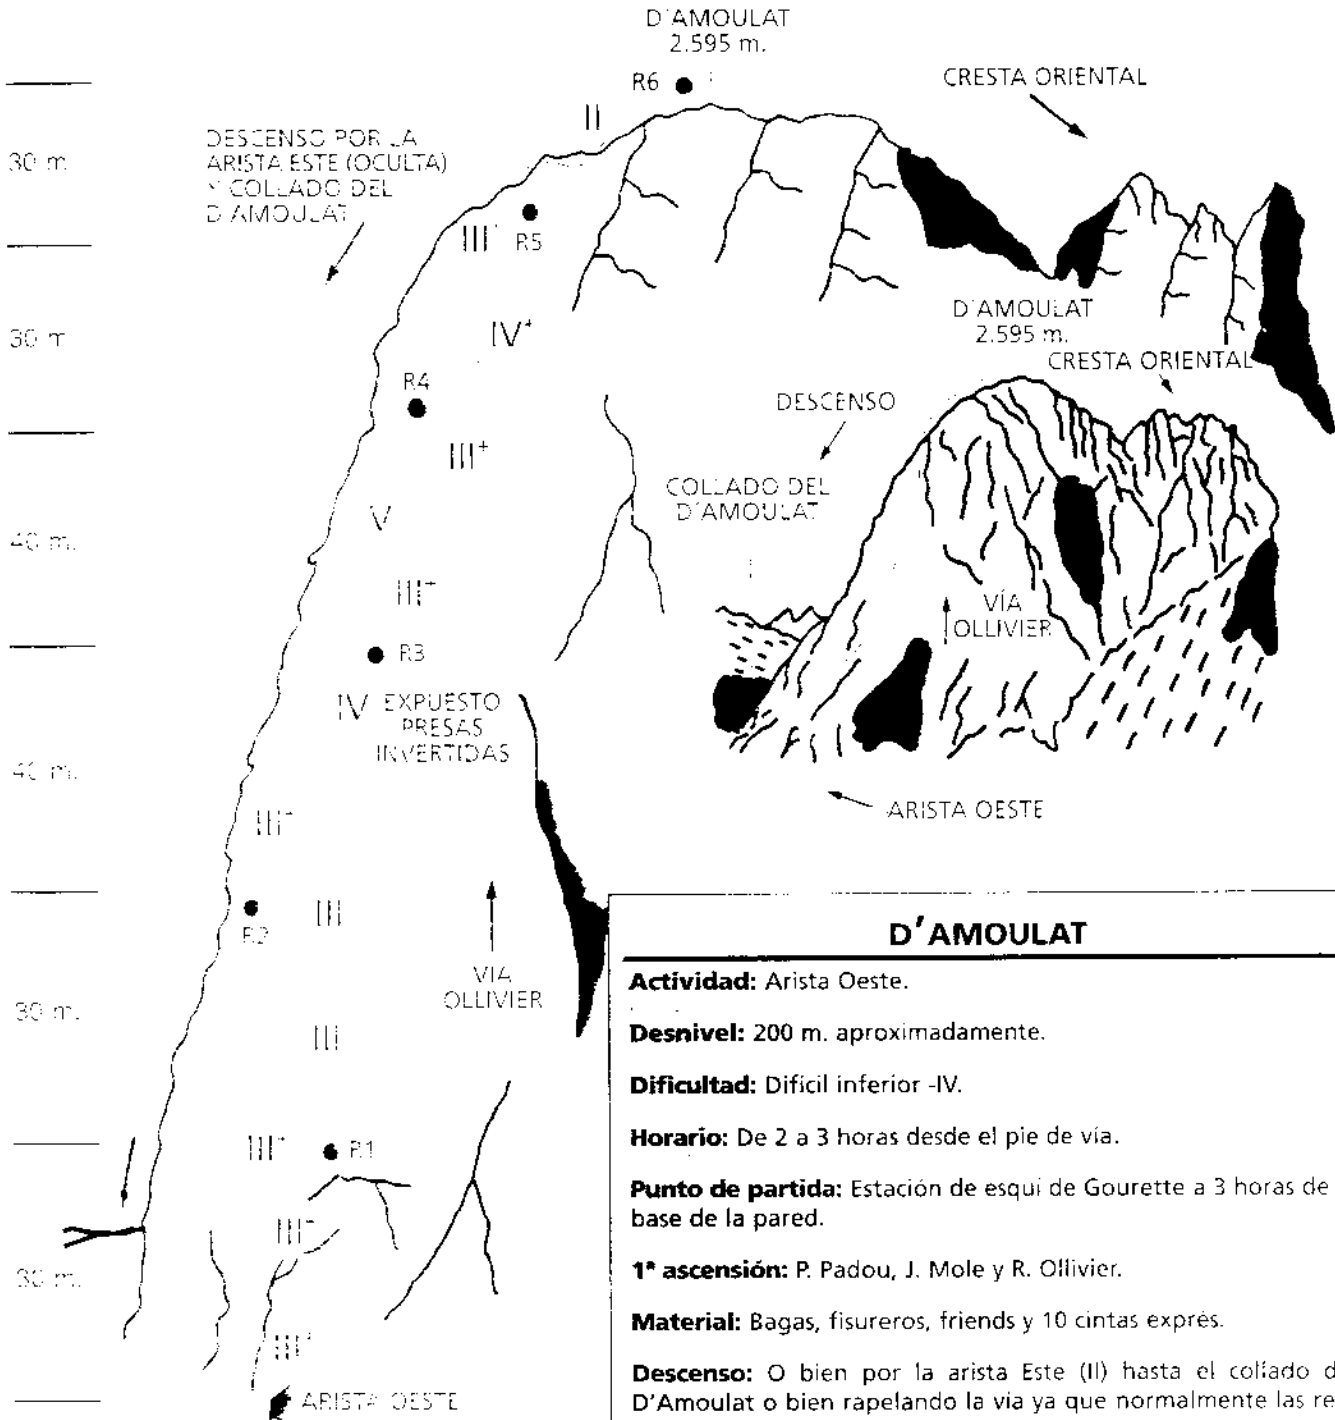 D'AMOULAT
2.595 m.
R6
CRESTA ORIENTAL
II
DESCENSO POR LA
ARISTA ESTE (OCULTA)
Y COLLADO DEL
D'AMOULAT
30 m.
III+
R5
IV+
30 m.
D'AMOULAT
2.595 m.
CRESTA ORIENTAL
R4
DESCENSO
III+
COLLADO DEL
D'AMOULAT
V
40 m.
III+
VÍA
OLLIVIER
R3
IV EXPUESTO
PRESAS
INVERTIDAS
40 m.
ARISTA OESTE
III+
R2
III
VIA
OLLIVIER
30 m.
III
III+
R1
III+
30 m.
III+
ARISTA OESTE
D'AMOULAT
Actividad: Arista Oeste.
Desnivel: 200 m. aproximadamente.
Dificultad: Difícil inferior -IV.
Horario: De 2 a 3 horas desde el pie de vía.
Punto de partida: Estación de esquí de Gourette a 3 horas de
base de la pared.
1ª ascensión: P. Padou, J. Mole y R. Ollivier.
Material: Bagas, fisureros, friends y 10 cintas exprés.
Descenso: O bien por la arista Este (II) hasta el collado d
D'Amoulat o bien rapelando la vía ya que normalmente las re